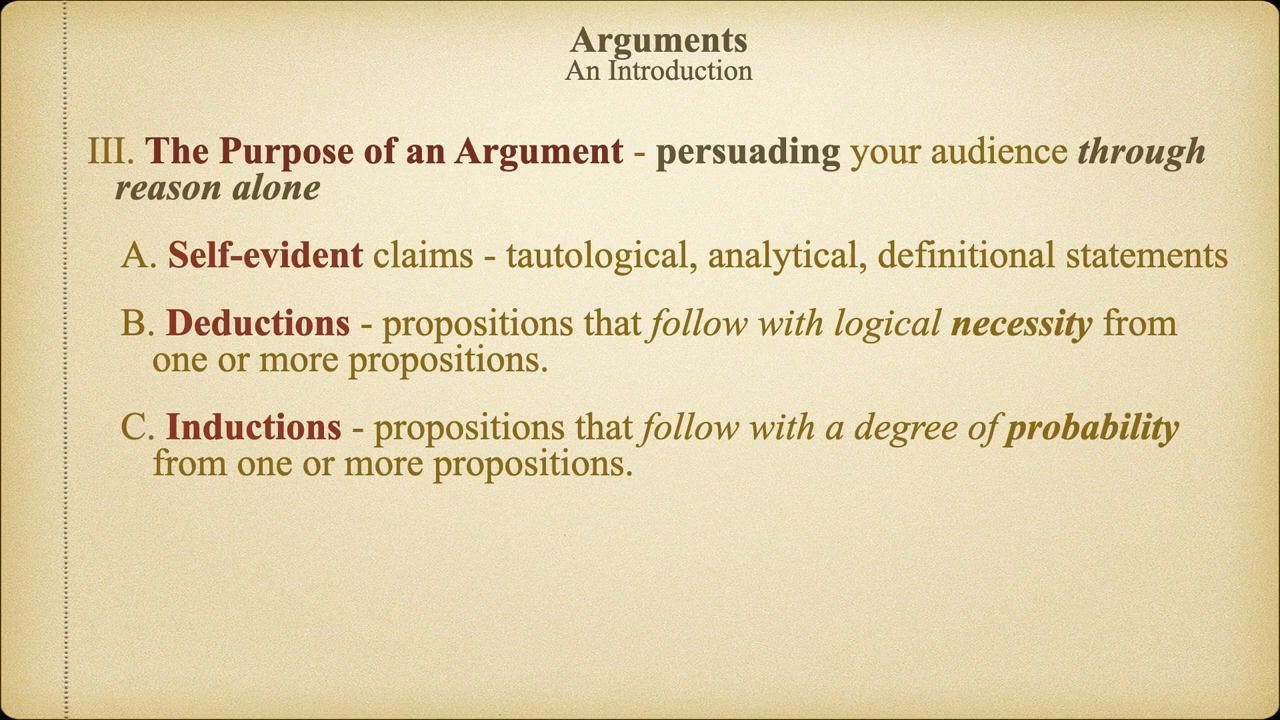 Arguments
An Introduction
III. The Purpose of an Argument - persuading your audience through
reason alone
A. Self-evident claims - tautological, analytical, definitional statements
B. Deductions - propositions that follow with logical necessity from
one or more propositions.
C. Inductions - propositions that follow with a degree of probability
from one or more propositions.